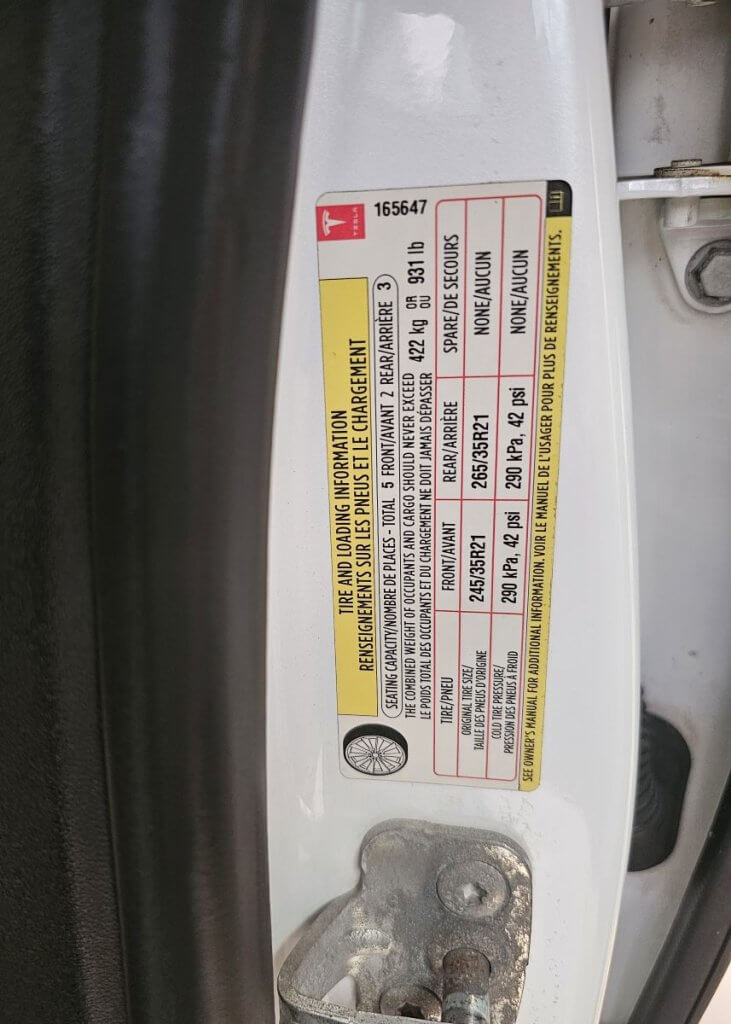 TESLA
165647
TIRE AND LOADING INFORMATION
RENSEIGNEMENTS SUR LES PNEUS ET LE CHARGEMENT
SEATING CAPACITY/NOMBRE DE PLACES - TOTAL 5 FRONT/AVANT 2 REAR/ARRIÈRE 3
THE COMBINED WEIGHT OF OCCUPANTS AND CARGO SHOULD NEVER EXCEED 422 kg OR 931 lb
LE POIDS TOTAL DES OCCUPANTS ET DU CHARGEMENT NE DOIT JAMAIS DÉPASSER OU
TIRE/PNEU FRONT/AVANT REAR/ARRIÈRE SPARE/DE SECOURS
ORIGINAL TIRE SIZE/ 245/35R21 265/35R21 NONE/AUCUN
TAILLE DES PNEUS D'ORIGINE
COLD TIRE PRESSURE/ 290 kPa, 42 psi 290 kPa, 42 psi NONE/AUCUN
PRESSION DES PNEUS À FROID
SEE OWNER'S MANUAL FOR ADDITIONAL INFORMATION. VOIR LE MANUEL DE L'USAGER POUR PLUS DE RENSEIGNEMENTS.